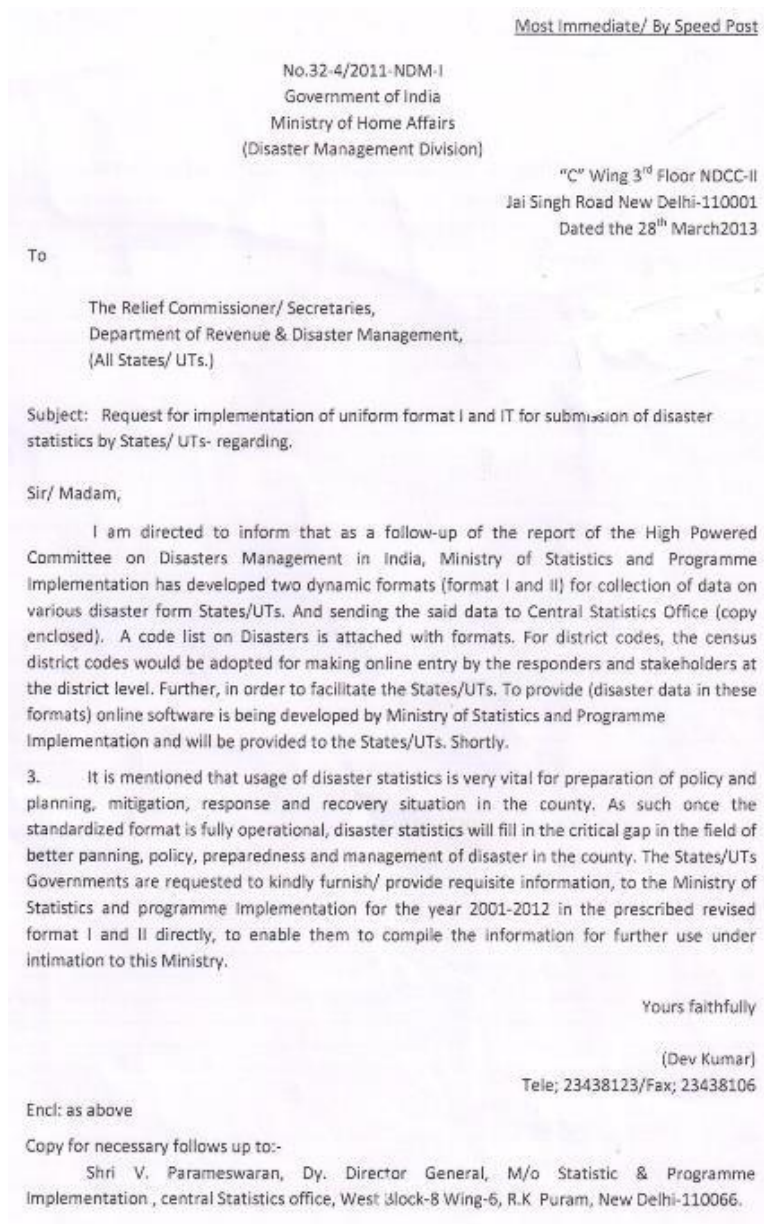 Most Immediate/ By Speed Post
No.32-4/2011-NDM-I
Government of India
Ministry of Home Affairs
(Disaster Management Division)
"C" Wing 3rd Floor NDCC-II
Jai Singh Road New Delhi-110001
Dated the 28th March2013
To
The Relief Commissioner/ Secretaries,
Department of Revenue & Disaster Management,
(All States/ UTs.)
Subject: Request for implementation of uniform format I and IT for submission of disaster
statistics by States/ UTs- regarding.
Sir/ Madam,
I am directed to inform that as a follow-up of the report of the High Powered
Committee on Disasters Management in India, Ministry of Statistics and Programme
Implementation has developed two dynamic formats (format I and II) for collection of data on
various disaster form States/UTs. And sending the said data to Central Statistics Office (copy
enclosed). A code list on Disasters is attached with formats. For district codes, the census
district codes would be adopted for making online entry by the responders and stakeholders at
the district level. Further, in order to facilitate the States/UTs. To provide (disaster data in these
formats) online software is being developed by Ministry of Statistics and Programme
Implementation and will be provided to the States/UTs. Shortly.
3. It is mentioned that usage of disaster statistics is very vital for preparation of policy and
planning, mitigation, response and recovery situation in the county. As such once the
standardized format is fully operational, disaster statistics will fill in the critical gap in the field of
better panning, policy, preparedness and management of disaster in the county. The States/UTs
Governments are requested to kindly furnish/ provide requisite information, to the Ministry of
Statistics and programme Implementation for the year 2001-2012 in the prescribed revised
format I and II directly, to enable them to compile the information for further use under
intimation to this Ministry.
Yours faithfully
(Dev Kumar)
Tele; 23438123/Fax; 23438106
Encl: as above
Copy for necessary follows up to:-
Shri V. Parameswaran, Dy. Director General, M/o Statistic & Programme
Implementation , central Statistics office, West Block-8 Wing-6, R.K Puram, New Delhi-110066.